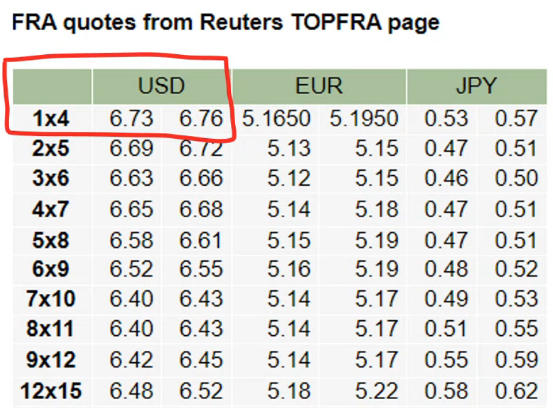 FRA quotes from Reuters TOPFRA page
USD EUR JPY
1x4 6.73 6.76 5.1650 5.1950 0.53 0.57
2x5 6.69 6.72 5.13 5.15 0.47 0.51
3x6 6.63 6.66 5.12 5.15 0.46 0.50
4x7 6.65 6.68 5.14 5.18 0.47 0.51
5x8 6.58 6.61 5.15 5.19 0.47 0.51
6x9 6.52 6.55 5.16 5.19 0.48 0.52
7x10 6.40 6.43 5.14 5.17 0.49 0.53
8x11 6.40 6.43 5.14 5.17 0.51 0.55
9x12 6.42 6.45 5.14 5.17 0.55 0.59
12x15 6.48 6.52 5.18 5.22 0.58 0.62